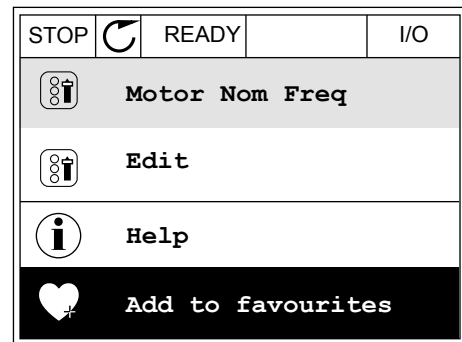 STOP READY I/O
Motor Nom Freq
Edit
Help
Add to favourites